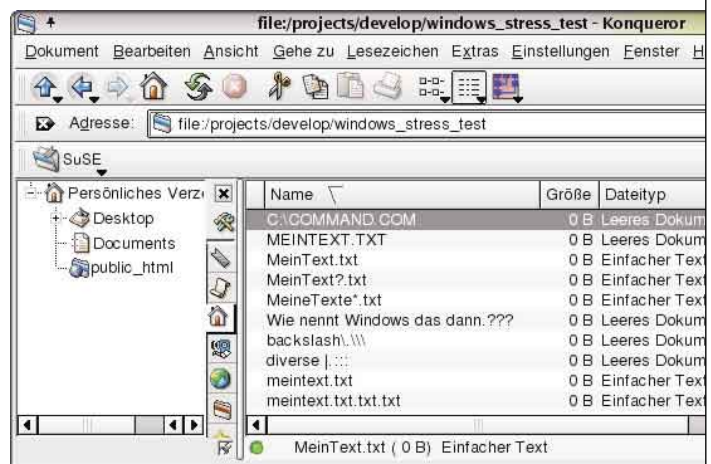 file:/projects/develop/windows_stress_test - Konqueror
Dokument Bearbeiten Ansicht Gehe zu Lesezeichen Extras Einstellungen Fenster H
Adresse: file:/projects/develop/windows_stress_test
SuSE
Persönliches Verz
Desktop
Documents
public_html
Name Größe Dateityp
C:\COMMAND.COM 0 B Leeres Dokum
MEINTEXT.TXT 0 B Leeres Dokum
MeinText.txt 0 B Einfacher Text
MeinText?.txt 0 B Einfacher Text
MeineTexte*.txt 0 B Einfacher Text
Wie nennt Windows das dann.??? 0 B Leeres Dokum
backslash\.\\\ 0 B Leeres Dokum
diverse |.::: 0 B Leeres Dokum
meintext.txt 0 B Einfacher Text
meintext.txt.txt.txt 0 B Einfacher Text
MeinText.txt ( 0 B) Einfacher Text